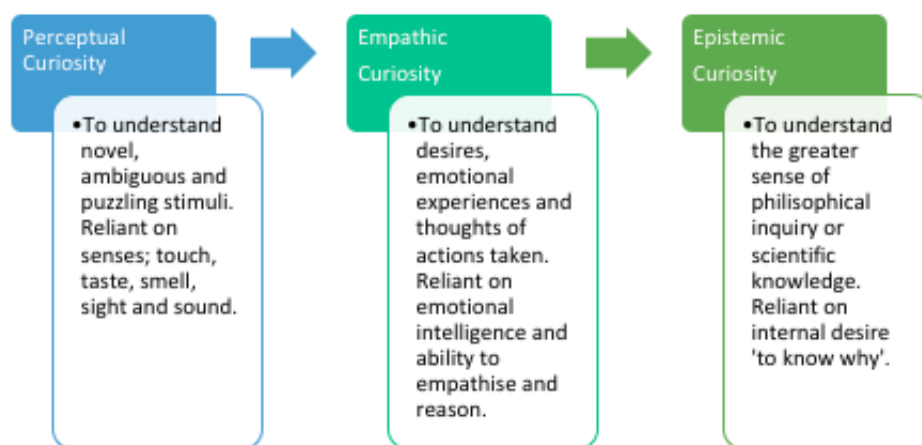 Perceptual
Curiosity
•To understand
novel,
ambiguous and
puzzling stimuli.
Reliant on
senses; touch,
taste, smell,
sight and sound.
Empathic
Curiosity
•To understand
desires,
emotional
experiences and
thoughts of
actions taken.
Reliant on
emotional
intelligence and
ability to
empathise and
reason.
Epistemic
Curiosity
•To understand
the greater
sense of
philisophical
inquiry or
scientific
knowledge.
Reliant on
internal desire
'to know why'.